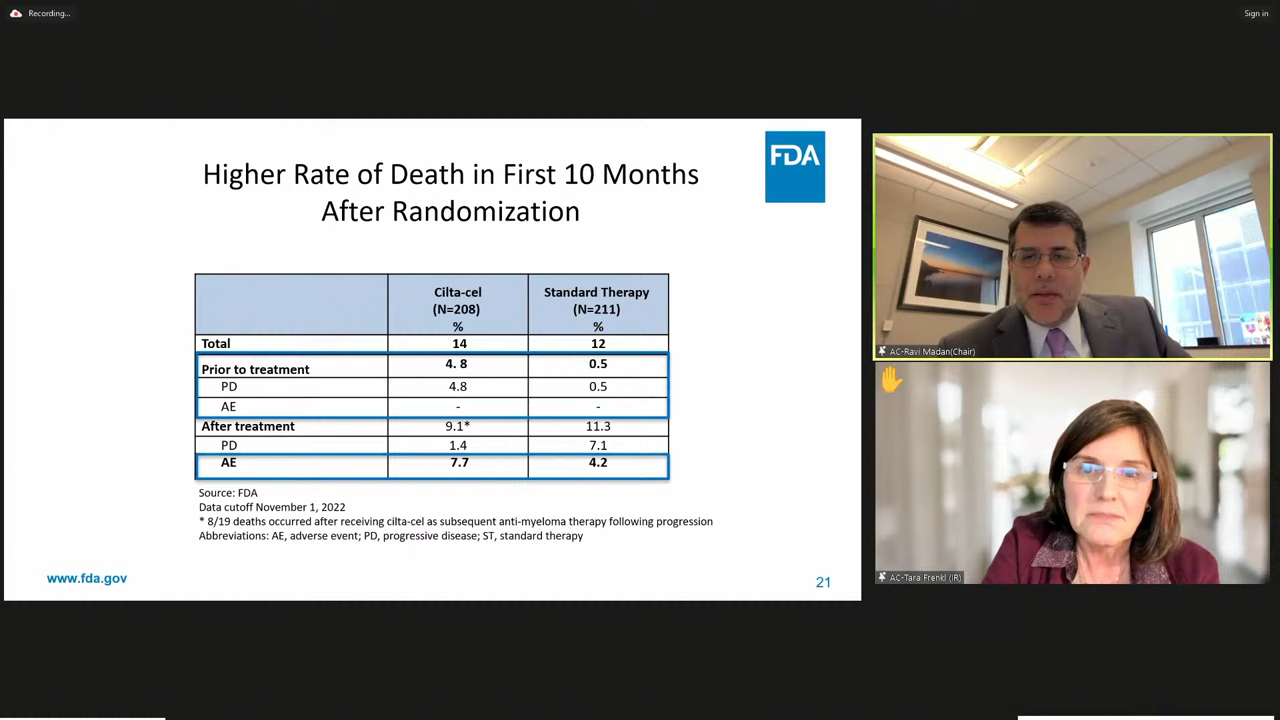 Recording...
Sign in
FDA
Higher Rate of Death in First 10 Months
After Randomization
Cilta-cel
(N=208)
%
Standard Therapy
(N=211)
%
Total 14 12
Prior to treatment 4. 8 0.5
PD 4.8 0.5
AE - -
After treatment 9.1* 11.3
PD 1.4 7.1
AE 7.7 4.2
Source: FDA
Data cutoff November 1, 2022
* 8/19 deaths occurred after receiving cilta-cel as subsequent anti-myeloma therapy following progression
Abbreviations: AE, adverse event; PD, progressive disease; ST, standard therapy
www.fda.gov
21
AC-Ravi Madan(Chair)
AC-Tara Frenkl (IR)